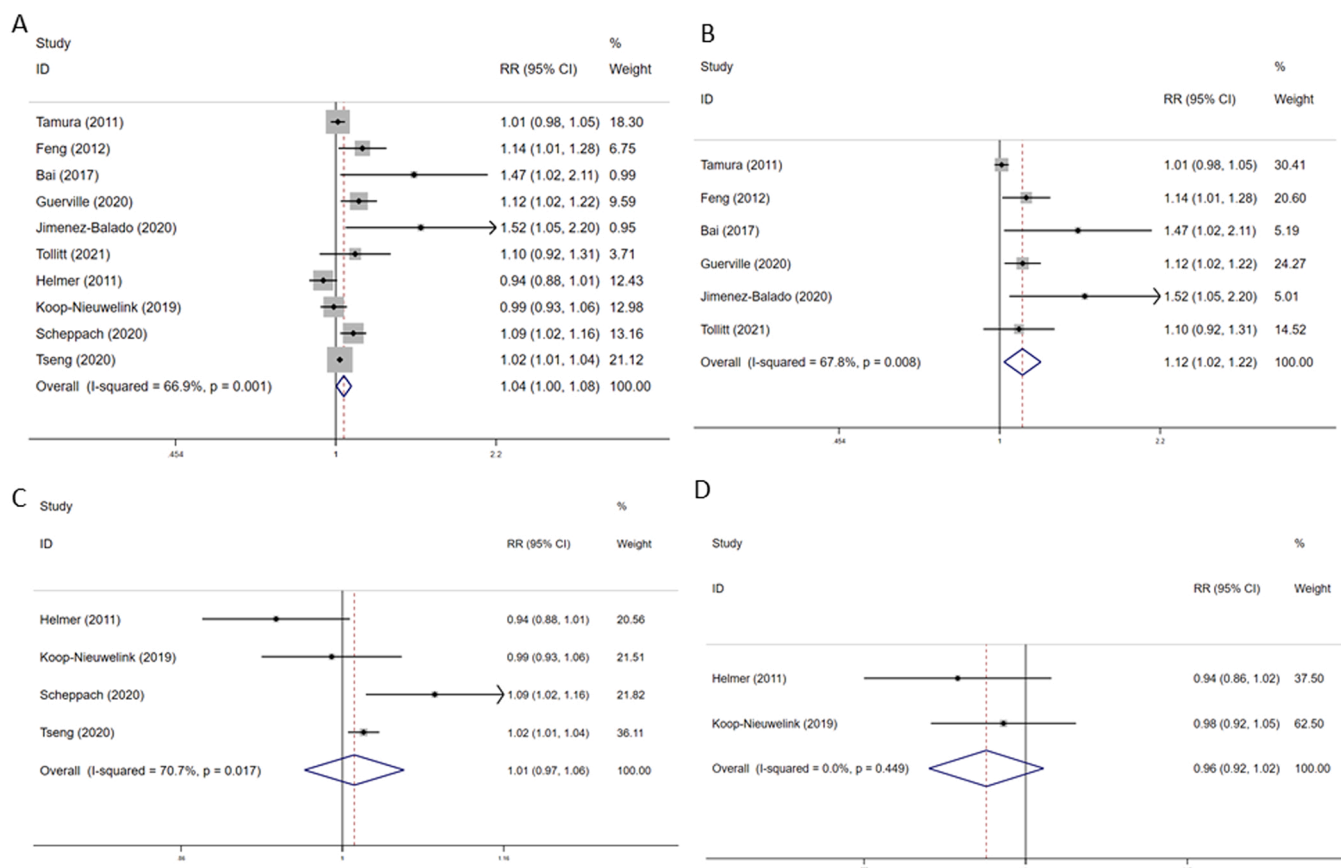 A
Study %
ID RR (95% CI) Weight
Tamura (2011) 1.01 (0.98, 1.05) 18.30
Feng (2012) 1.14 (1.01, 1.28) 6.75
Bai (2017) 1.47 (1.02, 2.11) 0.99
Guerville (2020) 1.12 (1.02, 1.22) 9.59
Jimenez-Balado (2020) 1.52 (1.05, 2.20) 0.95
Tollitt (2021) 1.10 (0.92, 1.31) 3.71
Helmer (2011) 0.94 (0.88, 1.01) 12.43
Koop-Nieuwelink (2019) 0.99 (0.93, 1.06) 12.98
Scheppach (2020) 1.09 (1.02, 1.16) 13.16
Tseng (2020) 1.02 (1.01, 1.04) 21.12
Overall (I-squared = 66.9%, p = 0.001) 1.04 (1.00, 1.08) 100.00
.454 1 2.2
B
Study %
ID RR (95% CI) Weight
Tamura (2011) 1.01 (0.98, 1.05) 30.41
Feng (2012) 1.14 (1.01, 1.28) 20.60
Bai (2017) 1.47 (1.02, 2.11) 5.19
Guerville (2020) 1.12 (1.02, 1.22) 24.27
Jimenez-Balado (2020) 1.52 (1.05, 2.20) 5.01
Tollitt (2021) 1.10 (0.92, 1.31) 14.52
Overall (I-squared = 67.8%, p = 0.008) 1.12 (1.02, 1.22) 100.00
.454 1 2.2
C
Study %
ID RR (95% CI) Weight
Helmer (2011) 0.94 (0.88, 1.01) 20.56
Koop-Nieuwelink (2019) 0.99 (0.93, 1.06) 21.51
Scheppach (2020) 1.09 (1.02, 1.16) 21.82
Tseng (2020) 1.02 (1.01, 1.04) 36.11
Overall (I-squared = 70.7%, p = 0.017) 1.01 (0.97, 1.06) 100.00
1 1.16
D
Study %
ID RR (95% CI) Weight
Helmer (2011) 0.94 (0.86, 1.02) 37.50
Koop-Nieuwelink (2019) 0.98 (0.92, 1.05) 62.50
Overall (I-squared = 0.0%, p = 0.449) 0.96 (0.92, 1.02) 100.00